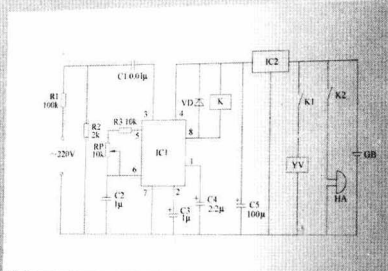 C1 0.01μ
IC2
R1
100k
3
4
VD
K
K1
K2
R3 10k
R2
2k
RP
10k
5
8
IC1
~220V
GB
1
YV
6
C2
1μ
7
2
C3
1μ
C4
2.2μ
C5
100μ
HA